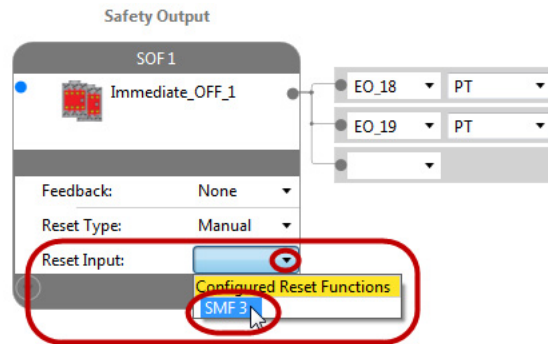 Safety Output
SOF 1
Immediate_OFF_1
EO_18 PT
EO_19 PT
Feedback: None
Reset Type: Manual
Reset Input:
Configured Reset Functions
SMF 3